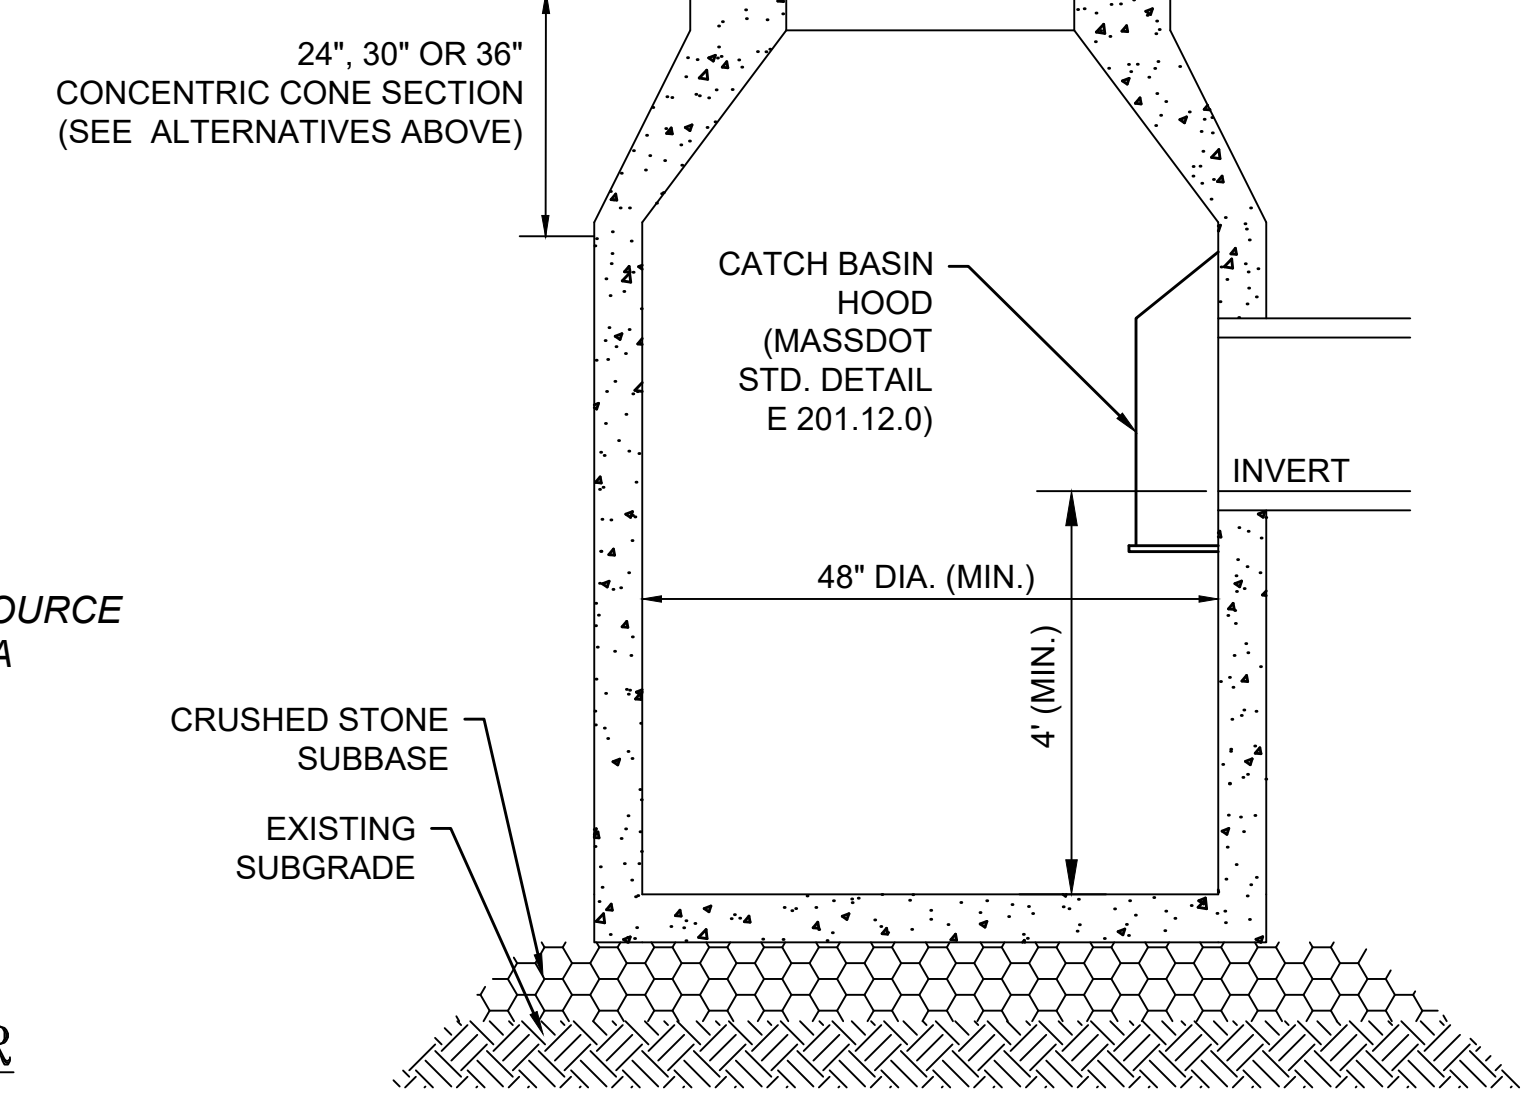 24", 30" OR 36"
CONCENTRIC CONE SECTION
(SEE ALTERNATIVES ABOVE)
CATCH BASIN
HOOD
(MASSDOT
STD. DETAIL
E 201.12.0)
INVERT
48" DIA. (MIN.)
4' (MIN.)
OURCE
A
CRUSHED STONE
SUBBASE
EXISTING
SUBGRADE
R